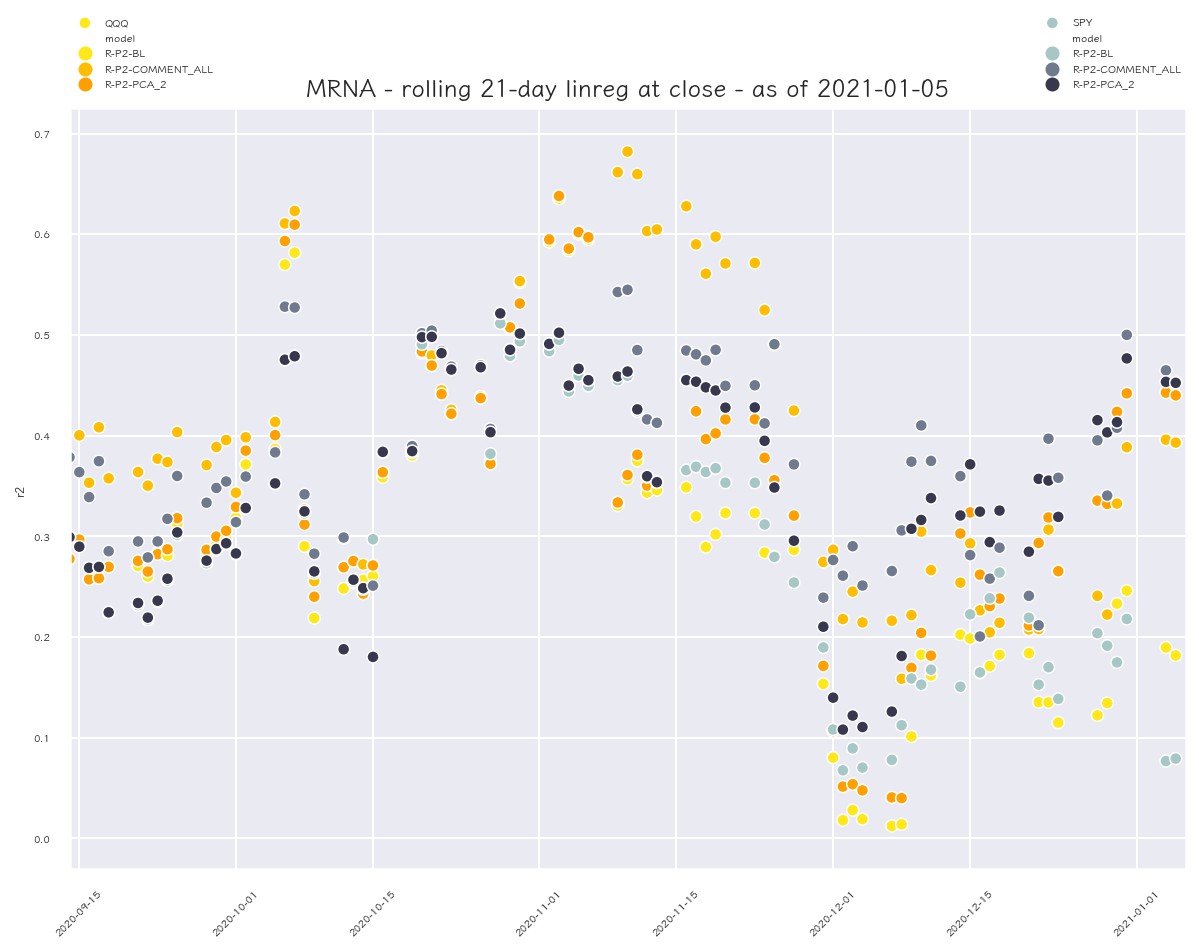 QQQ
model
R-P2-BL
R-P2-COMMENT_ALL
R-P2-PCA_2
SPY
model
R-P2-BL
R-P2-COMMENT_ALL
R-P2-PCA_2
MRNA - rolling 21-day linreg at close - as of 2021-01-05
0.7
0.6
0.5
0.4
0.3
0.2
0.1
0.0
r2
2020-09-15
2020-10-01
2020-10-15
2020-11-01
2020-11-15
2020-12-01
2020-12-15
2021-01-01